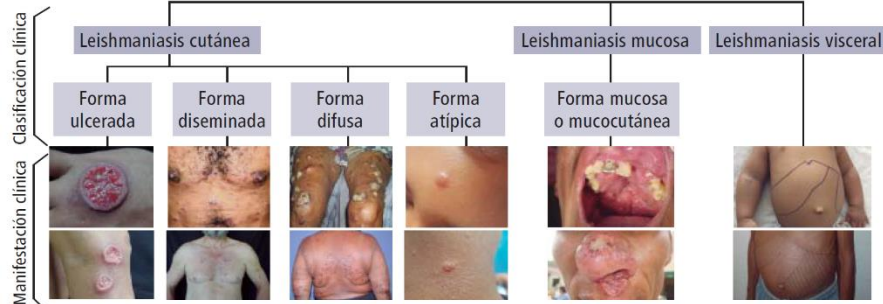 Clasificación clínica
Leishmaniasis cutánea
Leishmaniasis mucosa
Leishmaniasis visceral
Forma
ulcerada
Forma
diseminada
Forma
difusa
Forma
atípica
Forma mucosa
o mucocutánea
Manifestación clínica